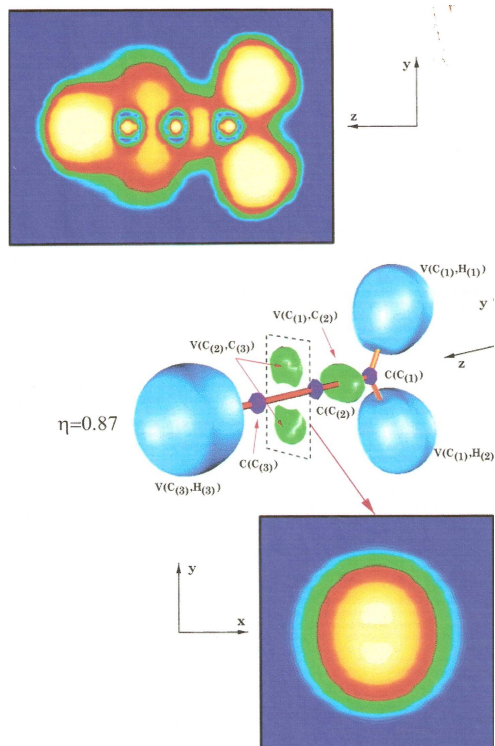 y
z
V(C(1),H(1))
V(C(1),C(2))
y
V(C(2),C(3))
z
C(C(1))
C(C(2))
η=0.87
C(C(3))
V(C(1),H(2)
V(C(3),H(3))
y
x